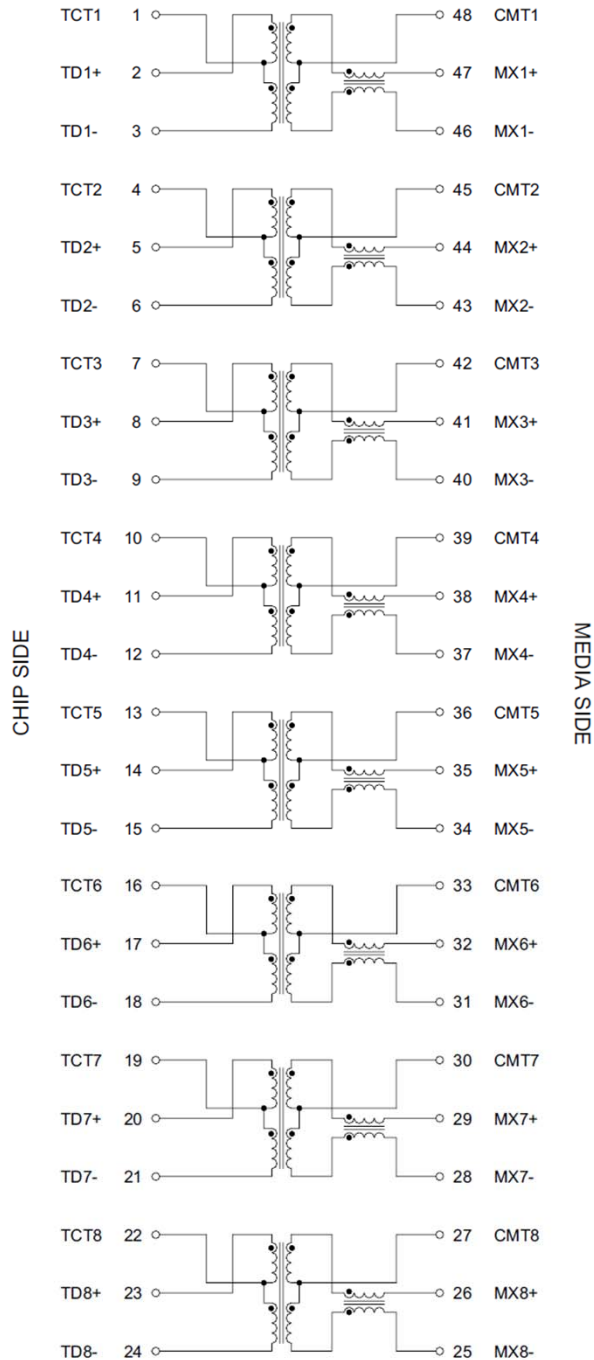 TCT1 1 48 CMT1
TD1+ 2 47 MX1+
TD1- 3 46 MX1-
TCT2 4 45 CMT2
TD2+ 5 44 MX2+
TD2- 6 43 MX2-
TCT3 7 42 CMT3
TD3+ 8 41 MX3+
TD3- 9 40 MX3-
TCT4 10 39 CMT4
TD4+ 11 38 MX4+
TD4- 12 37 MX4-
CHIP SIDE
MEDIA SIDE
TCT5 13 36 CMT5
TD5+ 14 35 MX5+
TD5- 15 34 MX5-
TCT6 16 33 CMT6
TD6+ 17 32 MX6+
TD6- 18 31 MX6-
TCT7 19 30 CMT7
TD7+ 20 29 MX7+
TD7- 21 28 MX7-
TCT8 22 27 CMT8
TD8+ 23 26 MX8+
TD8- 24 25 MX8-